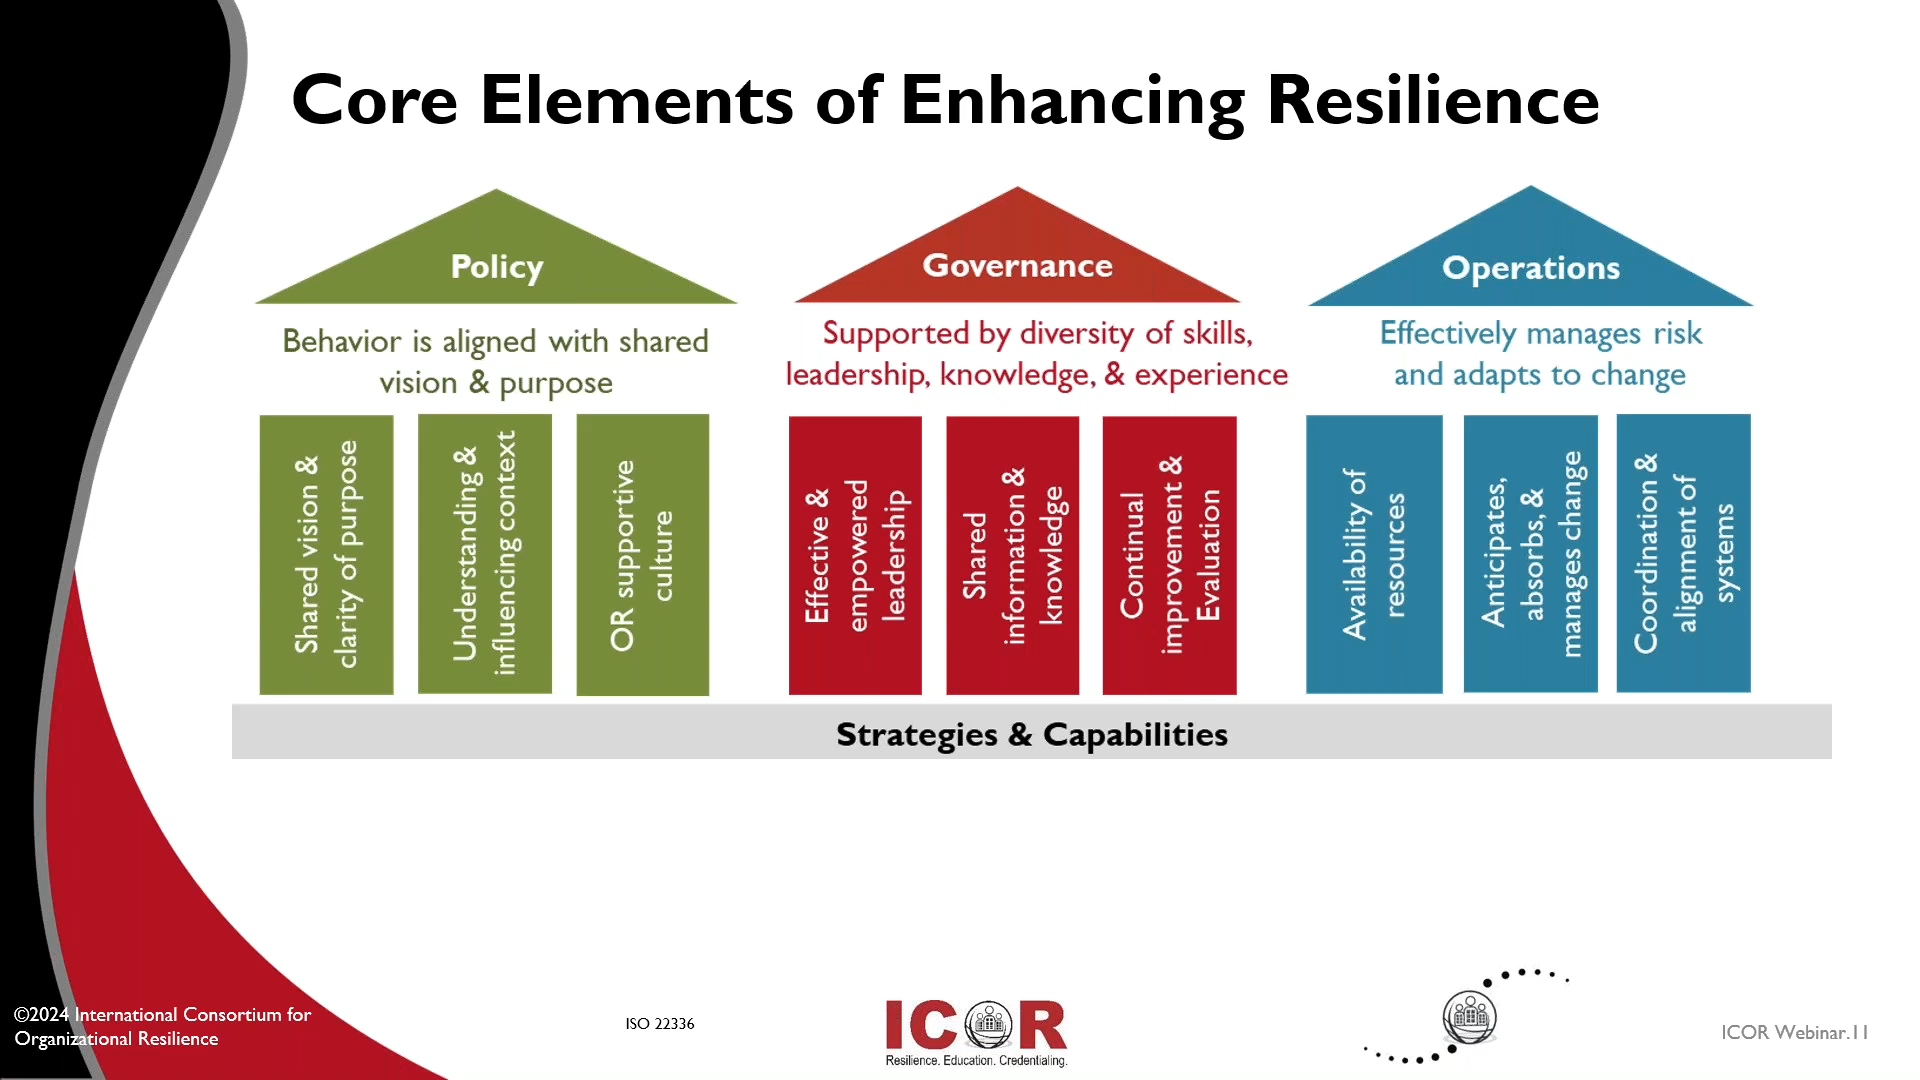 Core Elements of Enhancing Resilience
Policy
Behavior is aligned with shared
vision & purpose
Shared vision &
clarity of purpose
Understanding &
influencing context
OR supportive
culture
Governance
Supported by diversity of skills,
leadership, knowledge, & experience
Effective &
empowered
leadership
Shared
information &
knowledge
Continual
improvement &
Evaluation
Operations
Effectively manages risk
and adapts to change
Availability of
resources
Anticipates,
absorbs, &
manages change
Coordination &
alignment of
systems
Strategies & Capabilities
©2024 International Consortium for
Organizational Resilience
ISO 22336
ICOR
Resilience. Education. Credentialing.
ICOR Webinar.11